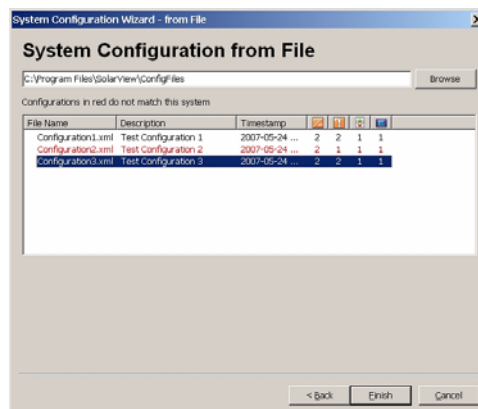 System Configuration Wizard - from File
System Configuration from File
C:\Program Files\SolarView\ConfigFiles Browse
Configurations in red do not match this system
File Name Description Timestamp
Configuration1.xml Test Configuration 1 2007-05-24 ... 2 2 1 1
Configuration2.xml Test Configuration 2 2007-05-24 ... 2 1 1 1
Configuration3.xml Test Configuration 3 2007-05-24 ... 2 2 1 1
< Back Finish Cancel